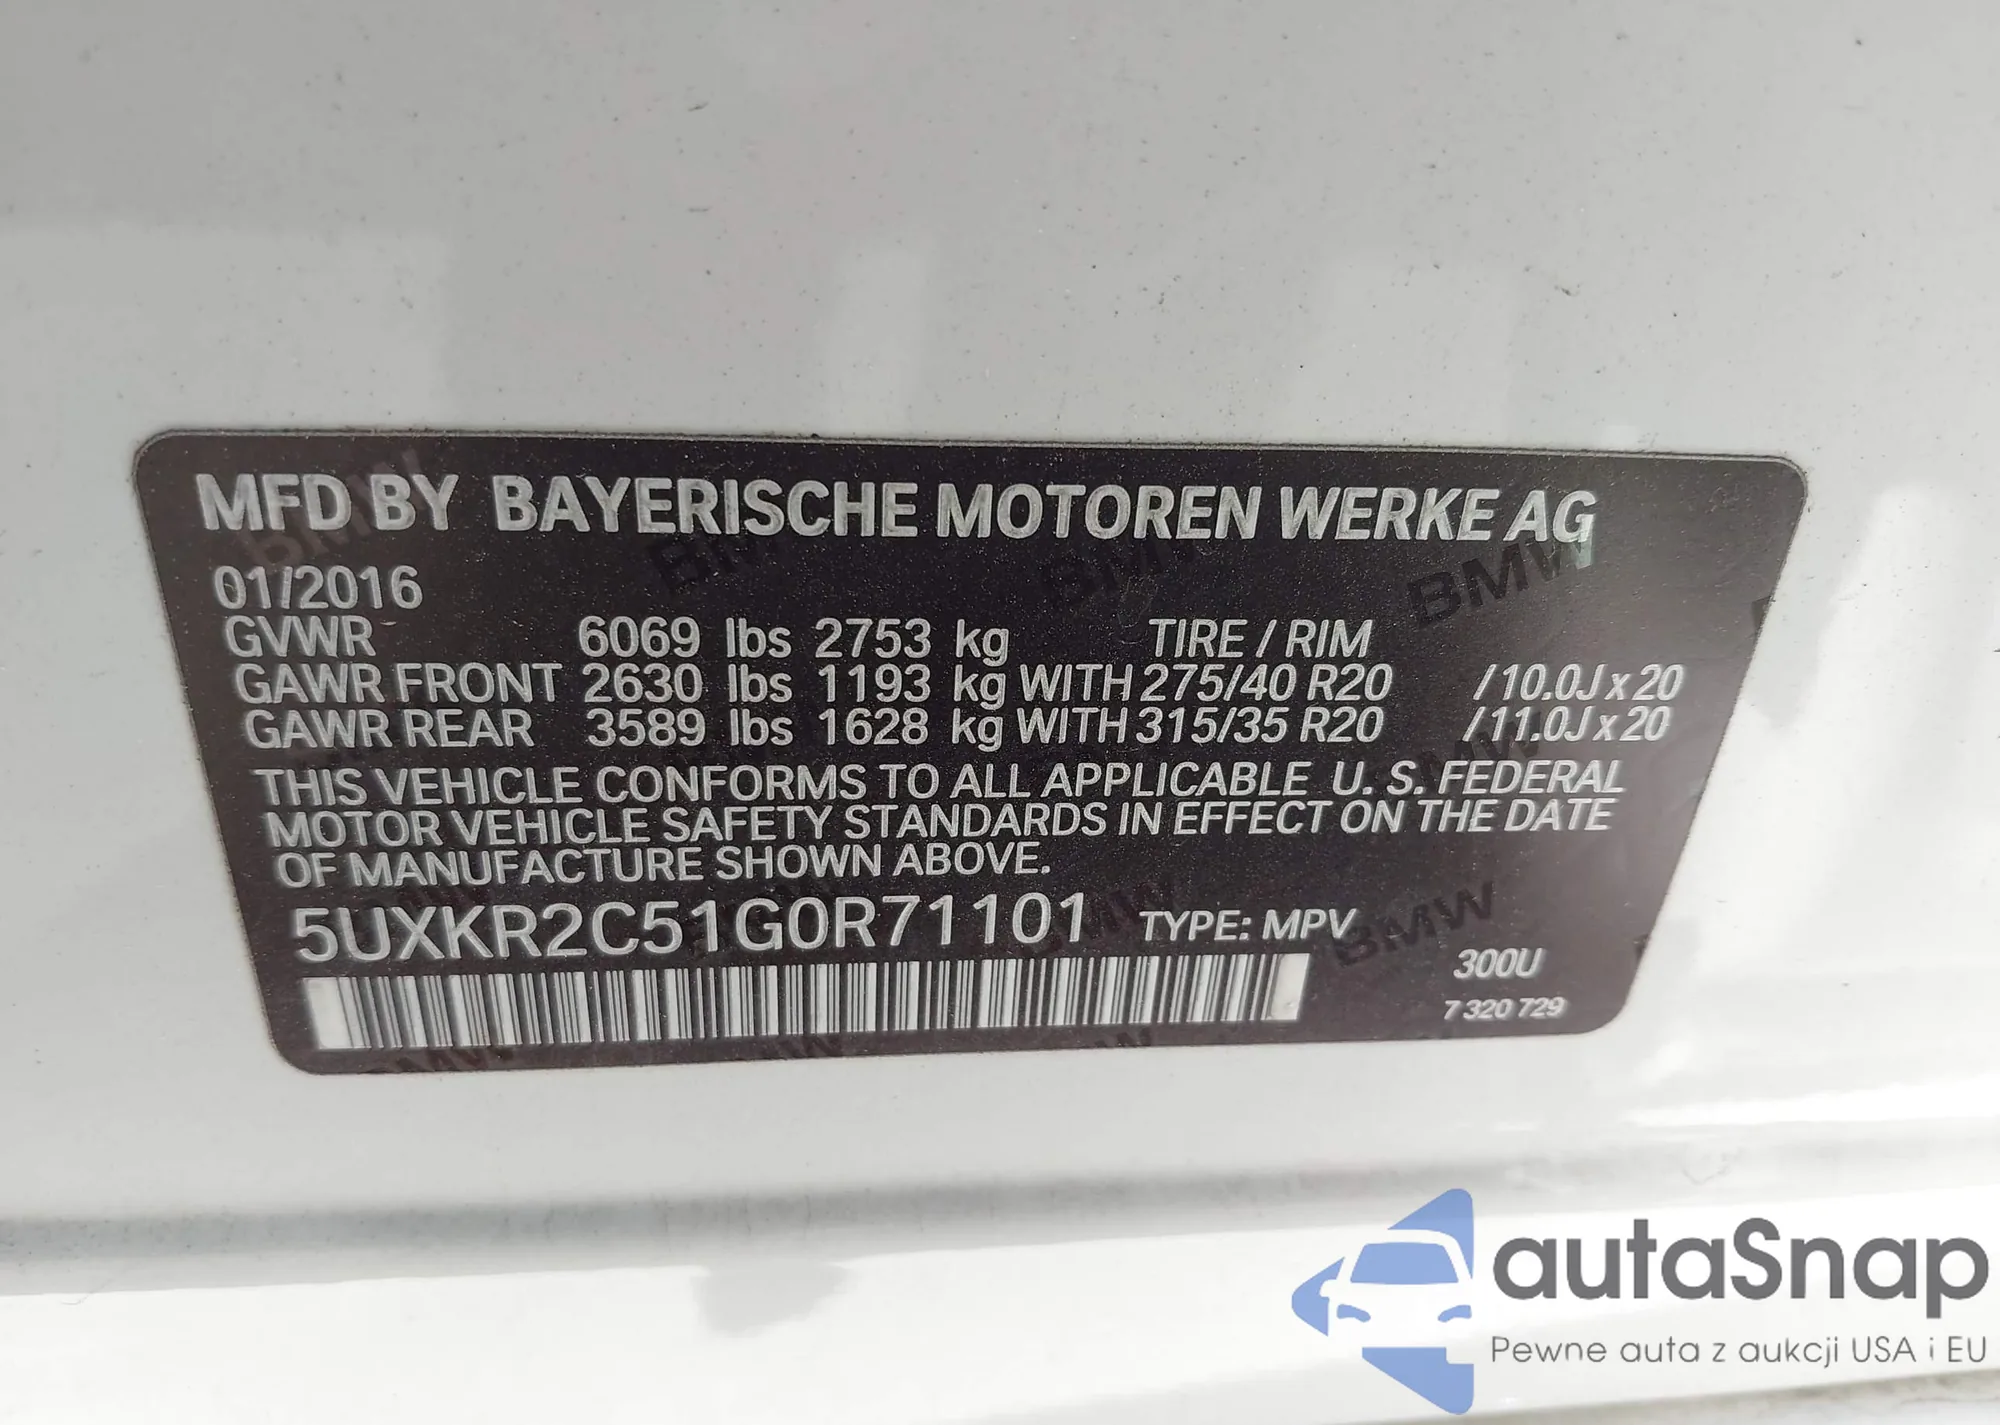 MFD BY BAYERISCHE MOTOREN WERKE AG
01/2016
GVWR 6069 lbs 2753 kg TIRE / RIM
GAWR FRONT 2630 lbs 1193 kg WITH 275/40 R20 / 10.0J x 20
GAWR REAR 3589 lbs 1628 kg WITH 315/35 R20 / 11.0J x 20
THIS VEHICLE CONFORMS TO ALL APPLICABLE U. S. FEDERAL
MOTOR VEHICLE SAFETY STANDARDS IN EFFECT ON THE DATE
OF MANUFACTURE SHOWN ABOVE.
5UXKR2C51G0R71101 TYPE: MPV
300U
7 320 729
autaSnap
Pewne auta z aukcji USA i EU